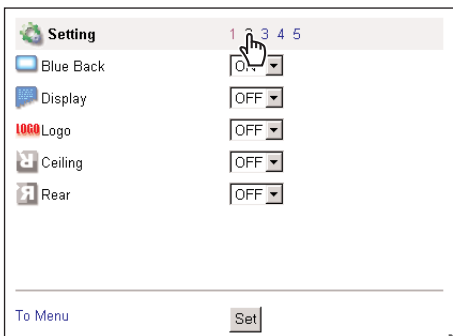 Setting 1 2 3 4 5
Blue Back ON
Display OFF
LOGO Logo OFF
Ceiling OFF
Rear OFF
To Menu Set